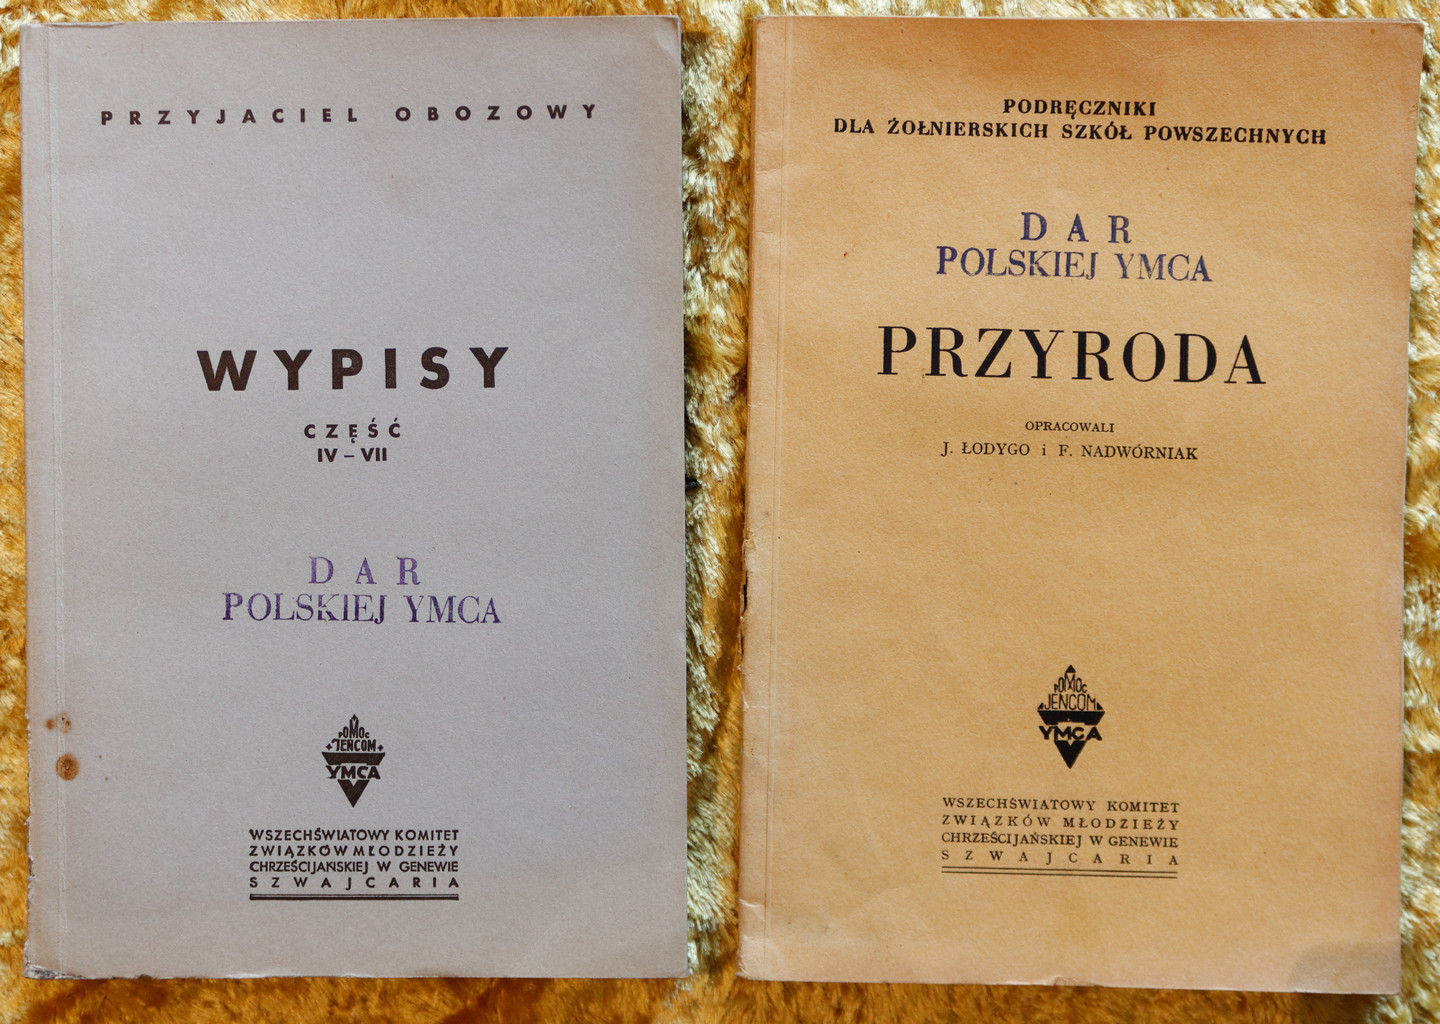 PRZYJACIEL OBOZOWY
WYPISY
CZĘŚĆ
IV – VII
DAR
POLSKIEJ YMCA
POMOC
JEŃCOM
YMCA
WSZECHŚWIATOWY KOMITET
ZWIĄZKÓW MŁODZIEŻY
CHRZEŚCIJAŃSKIEJ W GENEWIE
SZWAJCARIA
PODRĘCZNIKI
DLA ŻOŁNIERSKICH SZKÓŁ POWSZECHNYCH
DAR
POLSKIEJ YMCA
PRZYRODA
OPRACOWALI
J. ŁODYGO i F. NADWÓRNIAK
POMOC
JEŃCOM
YMCA
WSZECHŚWIATOWY KOMITET
ZWIĄZKÓW MŁODZIEŻY
CHRZEŚCIJAŃSKIEJ W GENEWIE
SZWAJCARIA